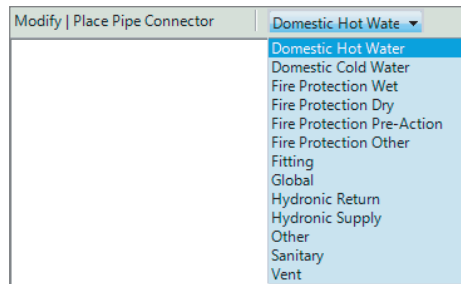 Modify | Place Pipe Connector
Domestic Hot Wate
Domestic Hot Water
Domestic Cold Water
Fire Protection Wet
Fire Protection Dry
Fire Protection Pre-Action
Fire Protection Other
Fitting
Global
Hydronic Return
Hydronic Supply
Other
Sanitary
Vent